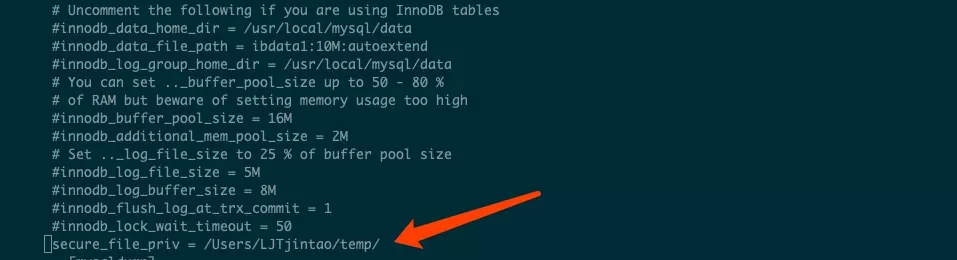 # Uncomment the following if you are using InnoDB tables
#innodb_data_home_dir = /usr/local/mysql/data
#innodb_data_file_path = ibdata1:10M:autoextend
#innodb_log_group_home_dir = /usr/local/mysql/data
# You can set .._buffer_pool_size up to 50 - 80 %
# of RAM but beware of setting memory usage too high
#innodb_buffer_pool_size = 16M
#innodb_additional_mem_pool_size = 2M
# Set .._log_file_size to 25 % of buffer pool size
#innodb_log_file_size = 5M
#innodb_log_buffer_size = 8M
#innodb_flush_log_at_trx_commit = 1
#innodb_lock_wait_timeout = 50
secure_file_priv = /Users/LJTjintao/temp/